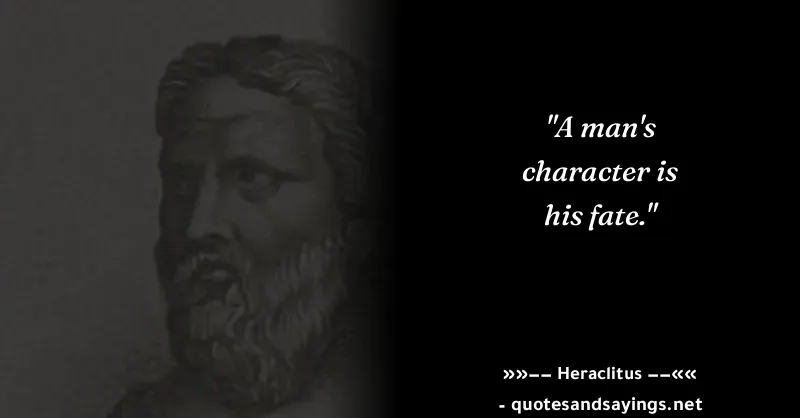 "A man's
character is
his fate."
»»−− Heraclitus −−««
- quotesandsayings.net